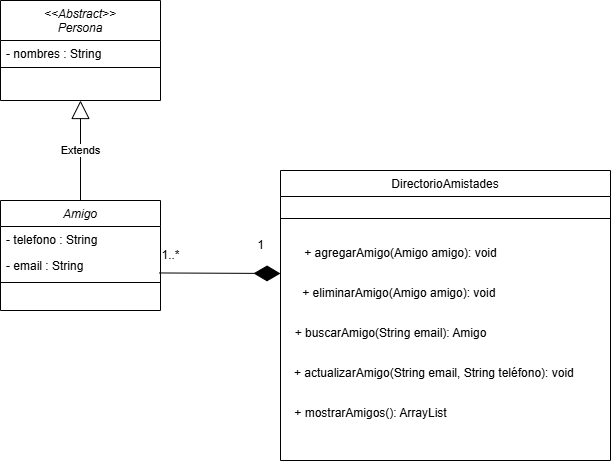 <<Abstract>>
Persona
- nombres : String
Extends
Amigo
- telefono : String
- email : String
1..*
1
DirectorioAmistades
+ agregarAmigo(Amigo amigo): void
+ eliminarAmigo(Amigo amigo): void
+ buscarAmigo(String email): Amigo
+ actualizarAmigo(String email, String teléfono): void
+ mostrarAmigos(): ArrayList